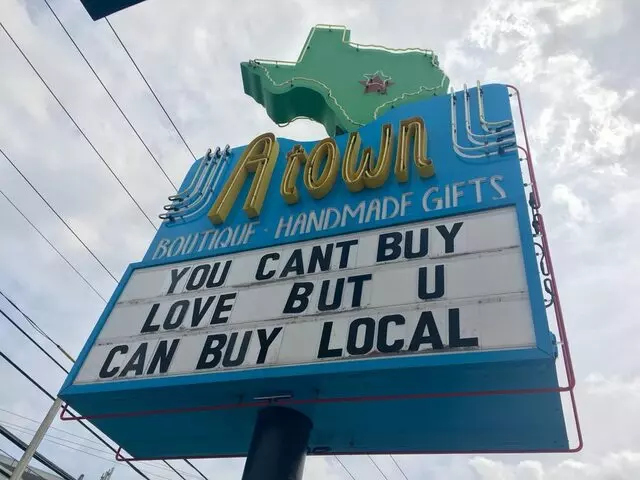 Atown
BOUTIQUE · HANDMADE GIFTS
YOU CANT BUY
LOVE BUT U
CAN BUY LOCAL